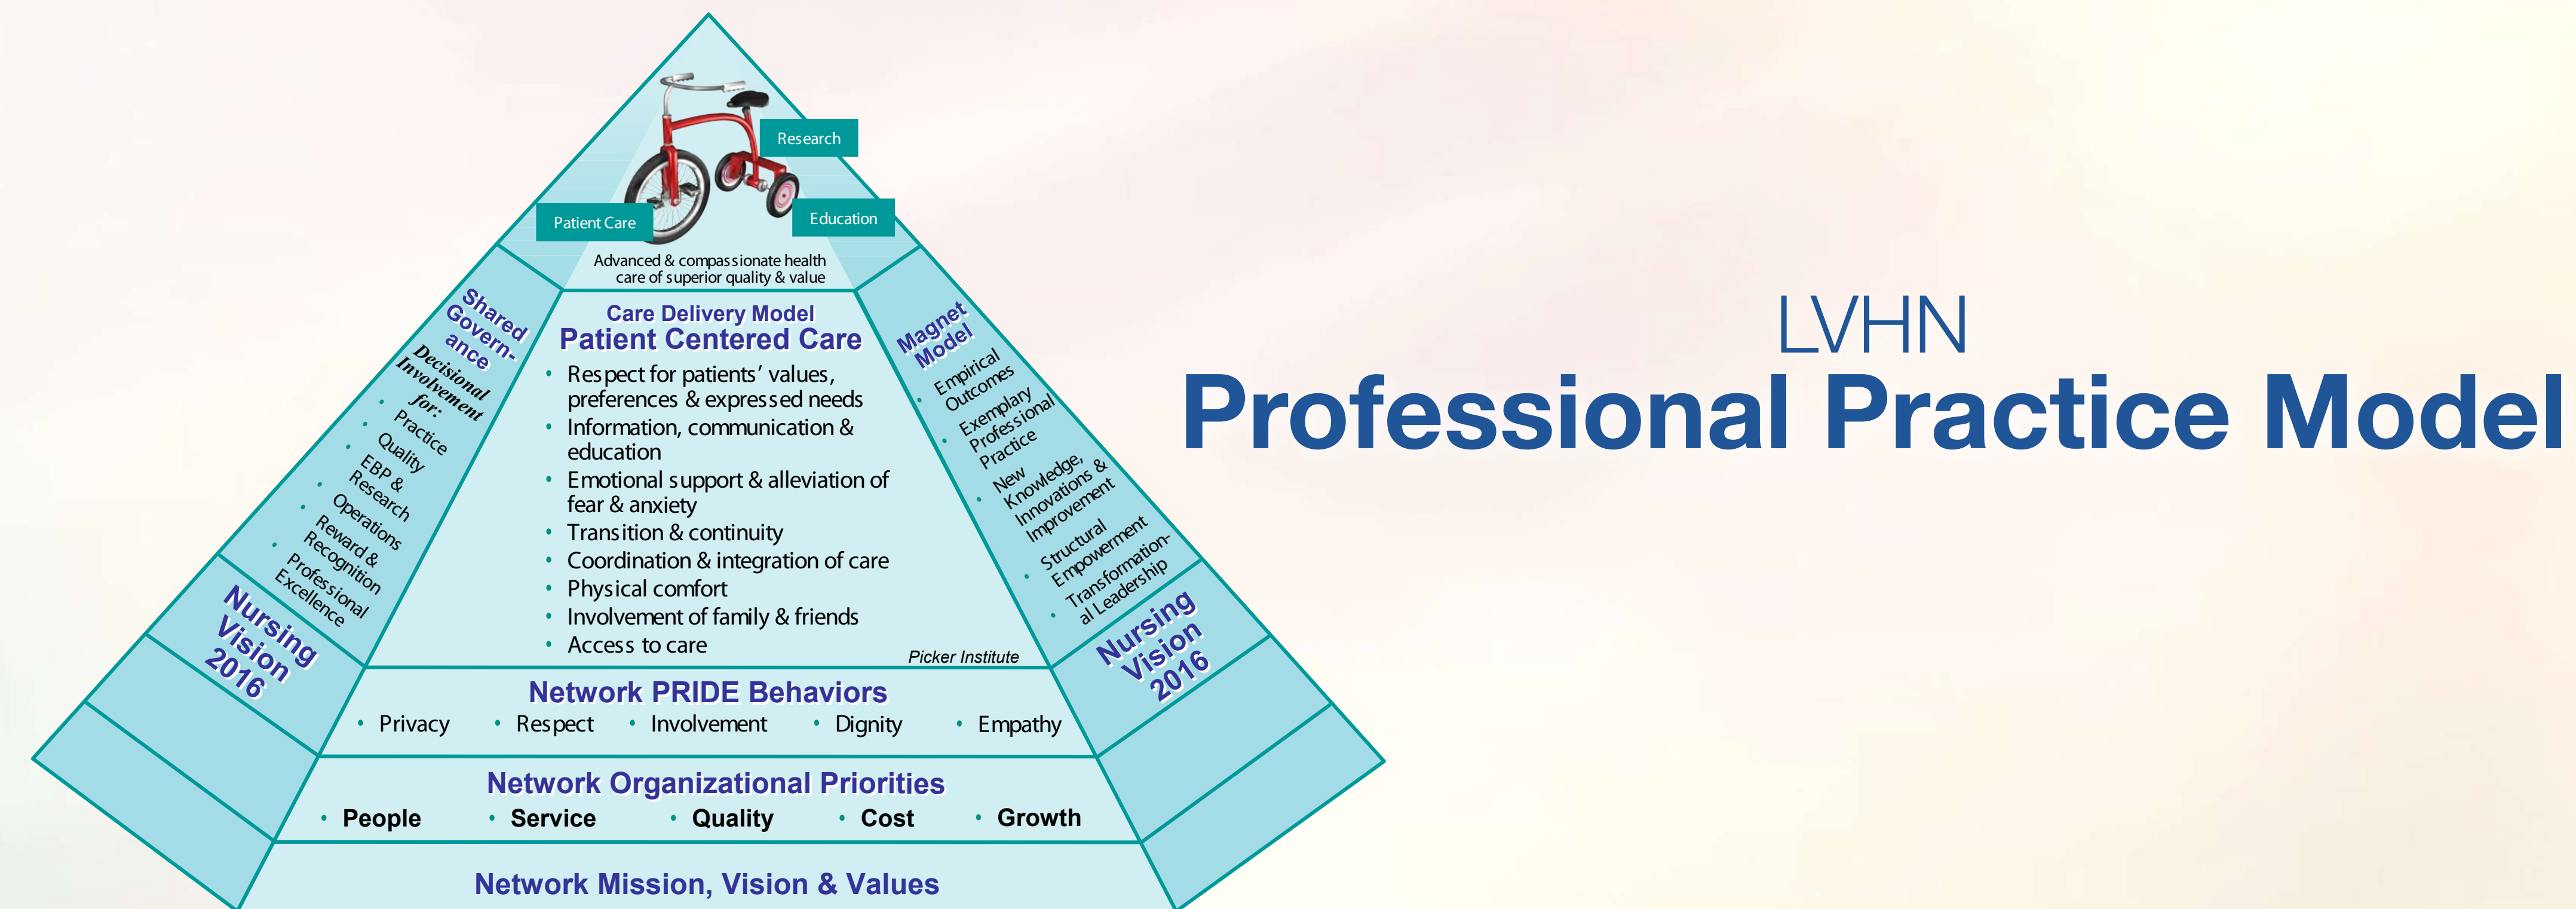 Research
Patient Care
Education
Advanced & compassionate health
care of superior quality & value
Shared
Govern-
ance
Decisional
Involvement
for:
• Practice
• Quality
• EBP &
Research
• Operations
• Reward &
Recognition
• Professional
Excellence
Nursing
Vision
2016
Care Delivery Model
Patient Centered Care
• Respect for patients’ values,
preferences & expressed needs
• Information, communication &
education
• Emotional support & alleviation of
fear & anxiety
• Transition & continuity
• Coordination & integration of care
• Physical comfort
• Involvement of family & friends
• Access to care
Picker Institute
Magnet
Model
• Empirical
Outcomes
• Exemplary
Professional
Practice
• New
Knowledge,
Innovations &
Improvement
• Structural
Empowerment
• Transformation-
al Leadership
Nursing
Vision
2016
Network PRIDE Behaviors
• Privacy • Respect • Involvement • Dignity • Empathy
Network Organizational Priorities
• People • Service • Quality • Cost • Growth
Network Mission, Vision & Values
LVHN
Professional Practice Model